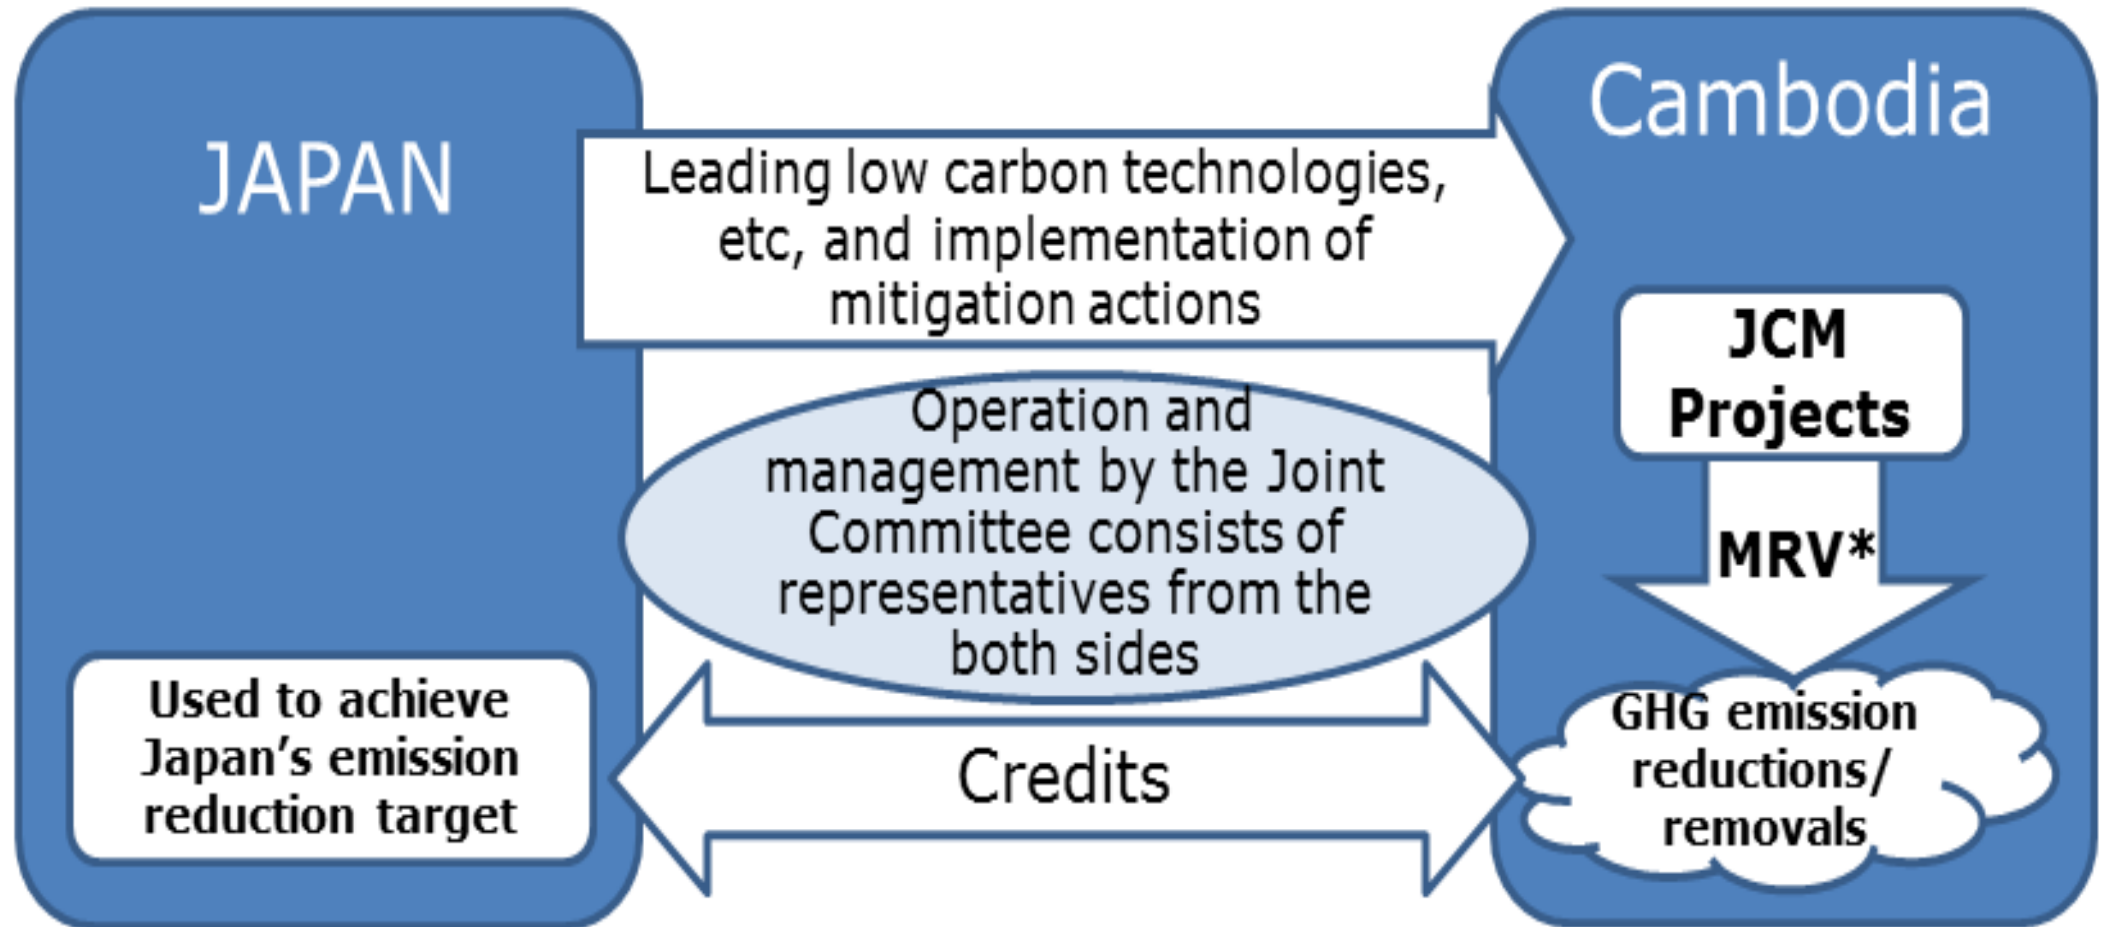 JAPAN
Leading low carbon technologies,
etc, and implementation of
mitigation actions
Cambodia
JCM
Projects
Operation and
management by the Joint
Committee consists of
representatives from the
both sides
MRV*
Used to achieve
Japan’s emission
reduction target
Credits
GHG emission
reductions/
removals